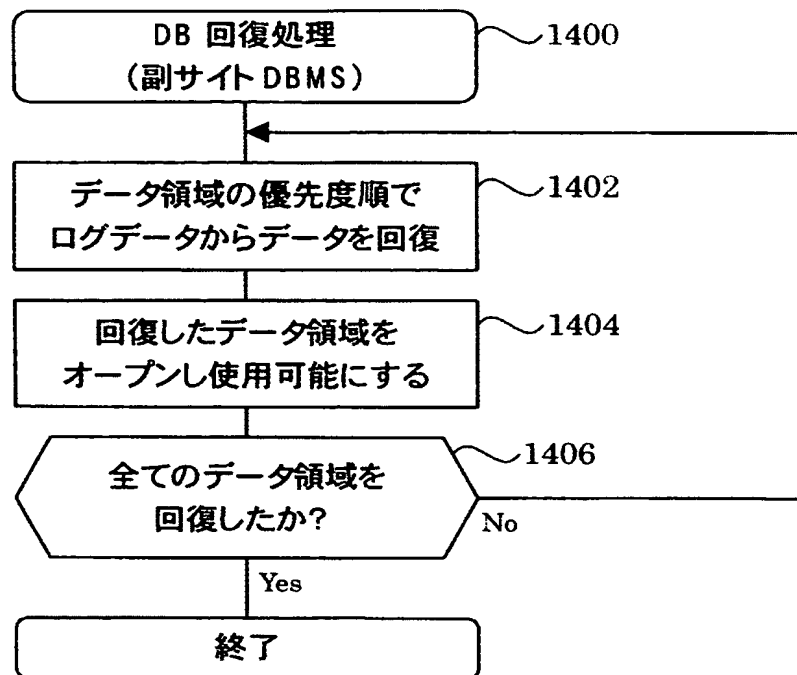 DB 回復処理
(副サイト DBMS)
1400
データ領域の優先度順で
ログデータからデータを回復
1402
回復したデータ領域を
オープンし使用可能にする
1404
全てのデータ領域を
回復したか?
1406
No
Yes
終了